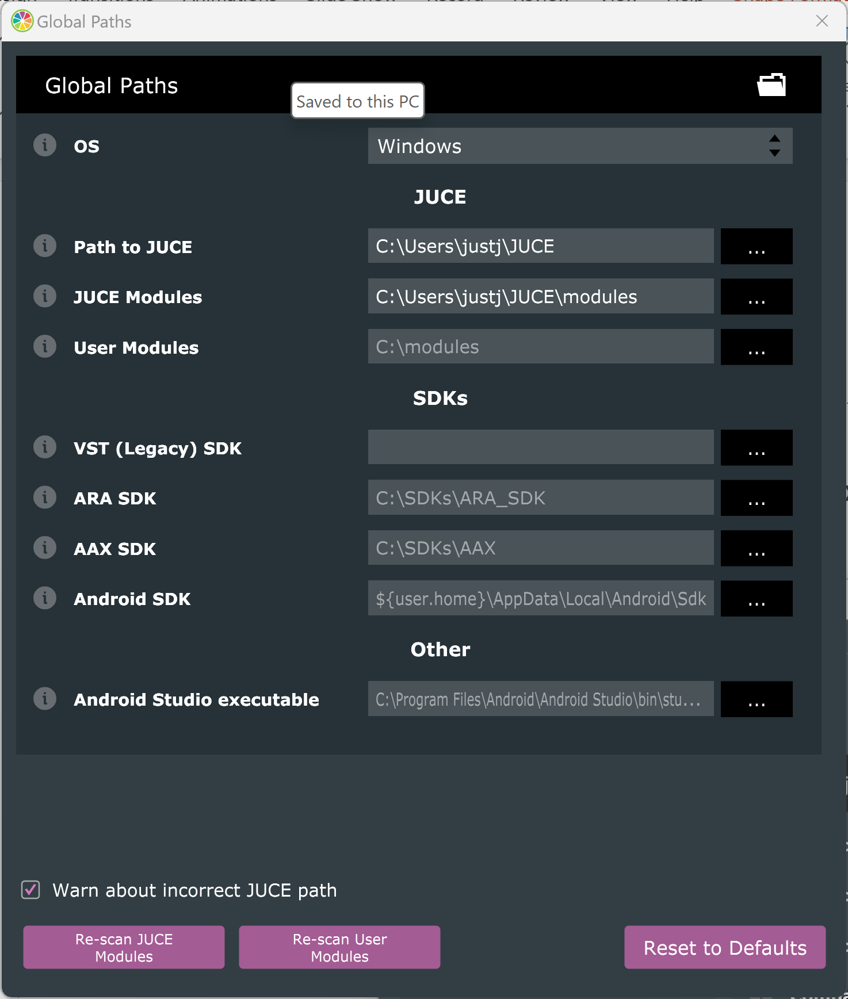 Global Paths
Global Paths
Saved to this PC
OS
Windows
JUCE
Path to JUCE
C:\Users\justj\JUCE
...
JUCE Modules
C:\Users\justj\JUCE\modules
...
User Modules
C:\modules
...
SDKs
VST (Legacy) SDK
...
ARA SDK
C:\SDKs\ARA_SDK
...
AAX SDK
C:\SDKs\AAX
...
Android SDK
${user.home}\AppData\Local\Android\Sdk
...
Other
Android Studio executable
C:\Program Files\Android\Android Studio\bin\stu...
...
Warn about incorrect JUCE path
Re-scan JUCE
Modules
Re-scan User
Modules
Reset to Defaults